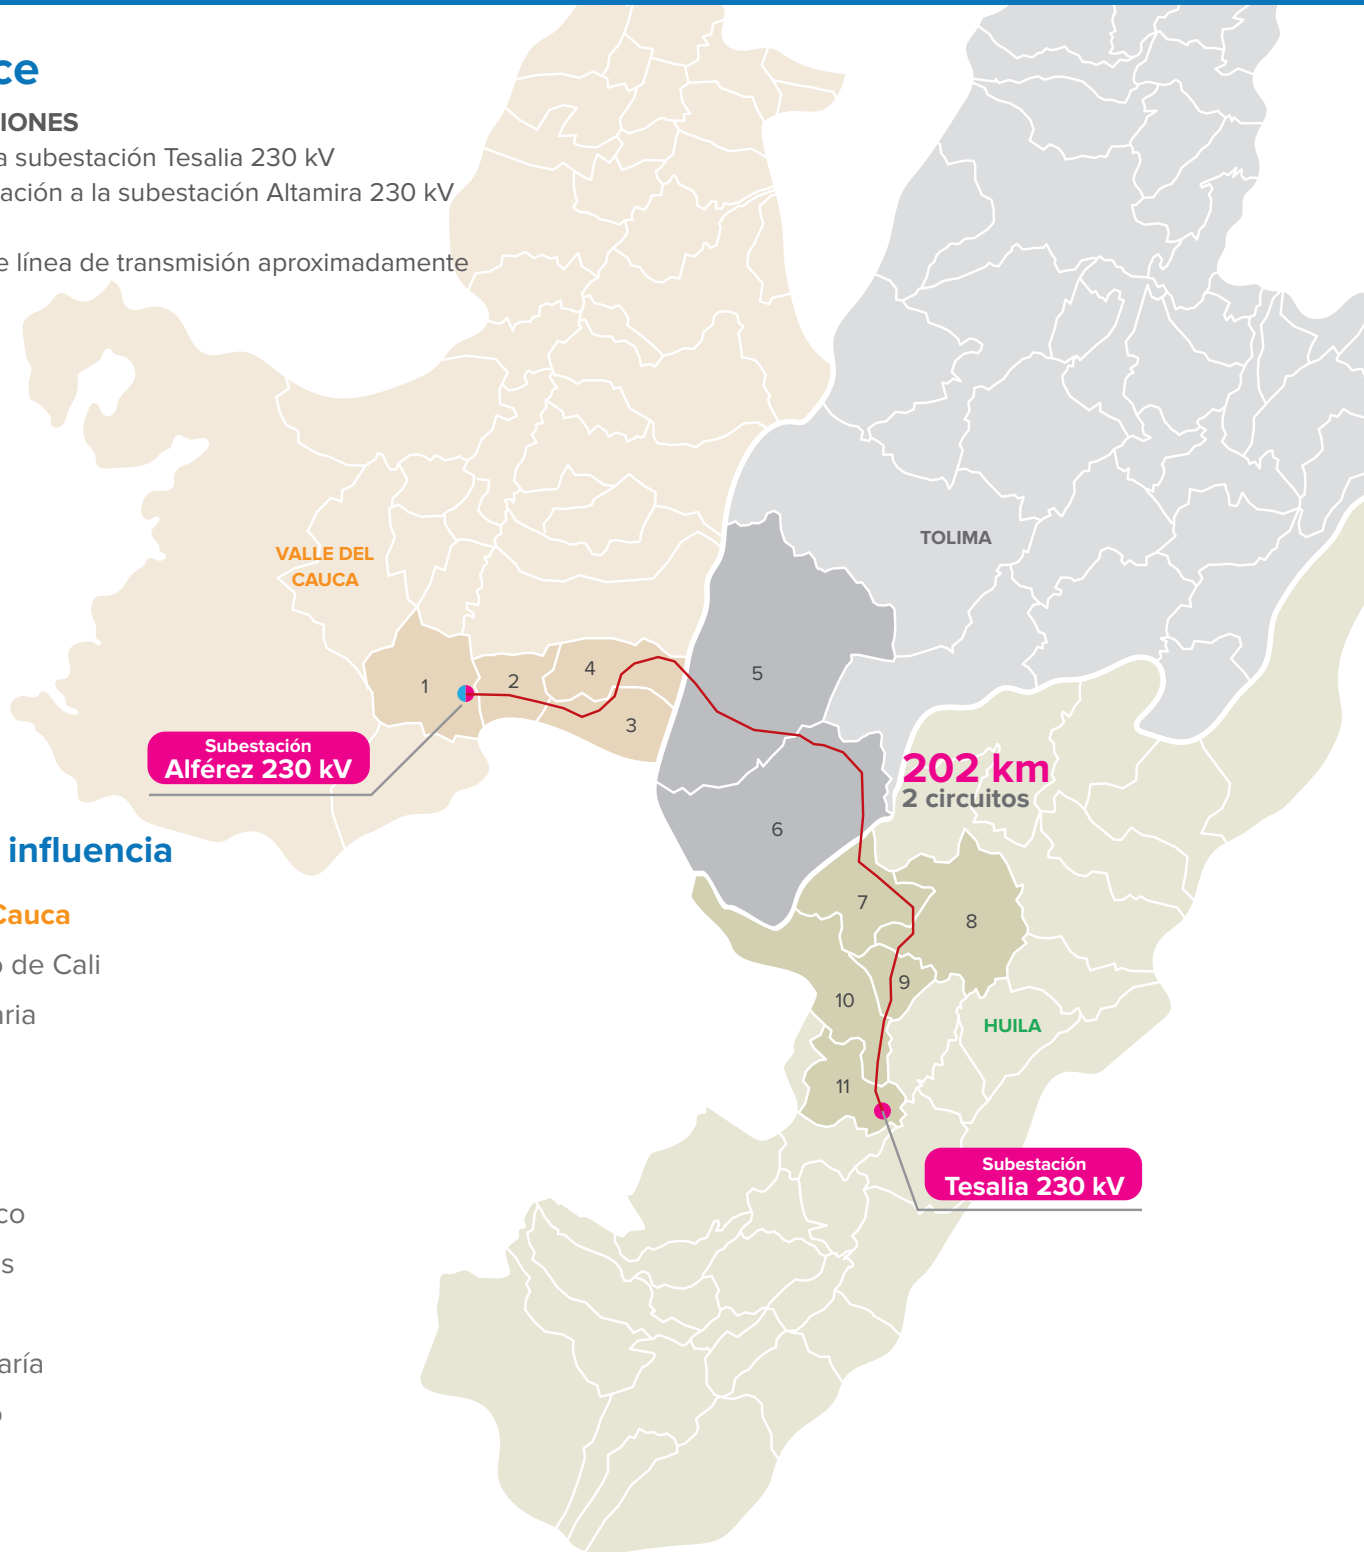 ce
IONES
a subestación Tesalia 230 kV
ación a la subestación Altamira 230 kV
e línea de transmisión aproximadamente
VALLE DEL
CAUCA
TOLIMA
1
2
4
3
5
Subestación
Alférez 230 kV
202 km
2 circuitos
6
influencia
Cauca
7
8
o de Cali
9
10
aria
HUILA
11
Subestación
Tesalia 230 kV
co
s
aría
o